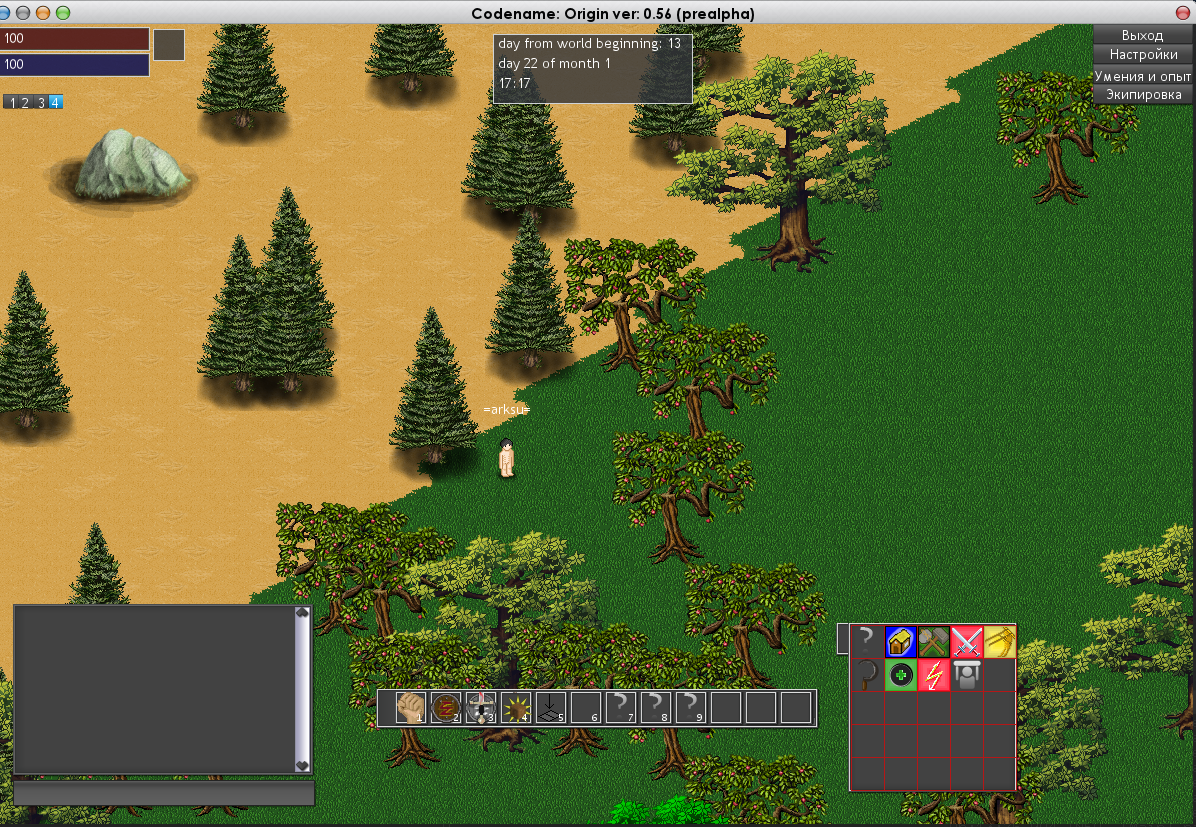 Codename: Origin ver: 0.56 (prealpha)
100
100
1 2 3 4
day from world beginning: 13
day 22 of month 1
17:17
Выход
Настройки
Умения и опыт
Экипировка
=arksu=
1 2 3 4 5 6 7 8 9